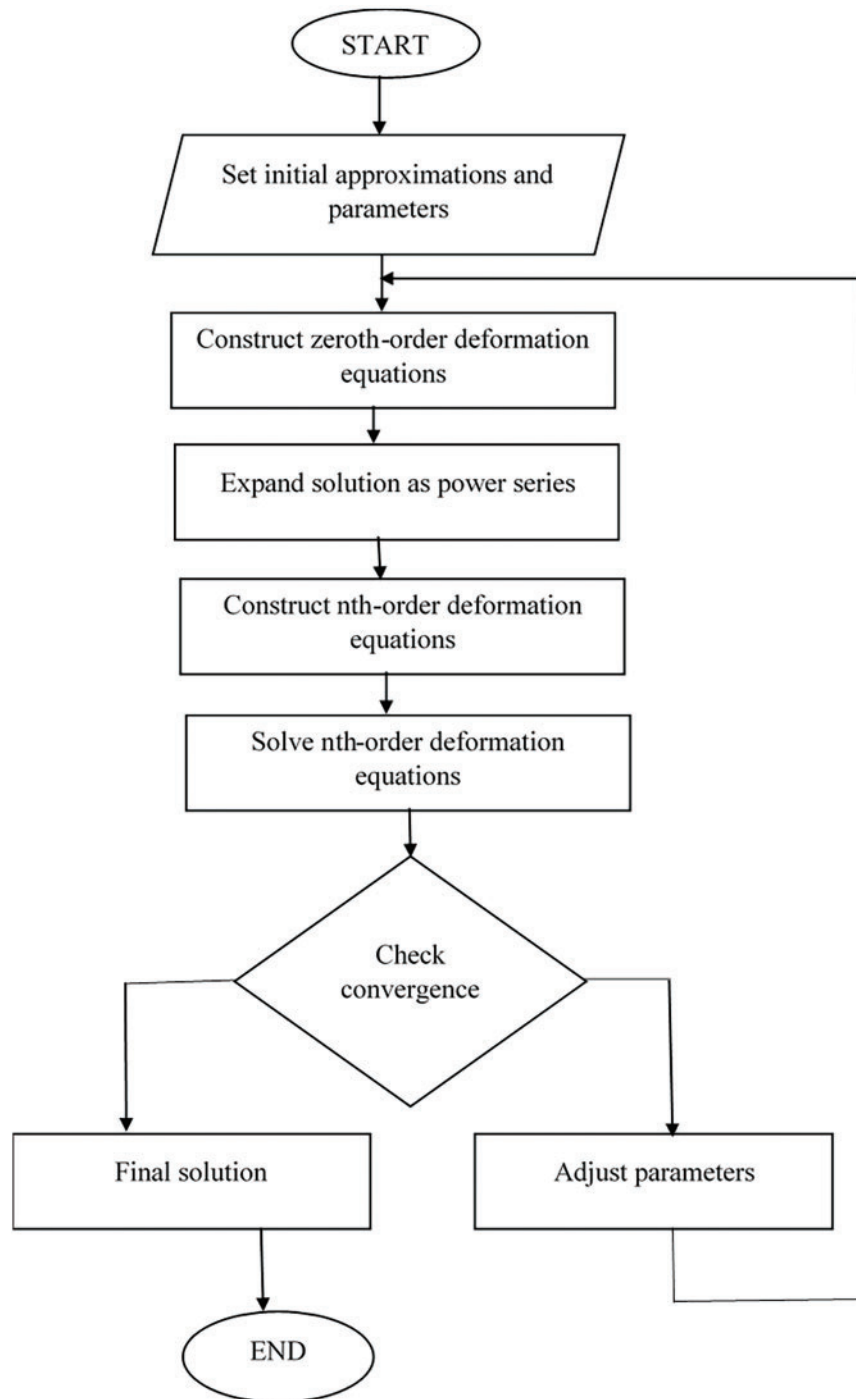 START
Set initial approximations and
parameters
Construct zeroth-order deformation
equations
Expand solution as power series
Construct nth-order deformation
equations
Solve nth-order deformation
equations
Check
convergence
Final solution
Adjust parameters
END